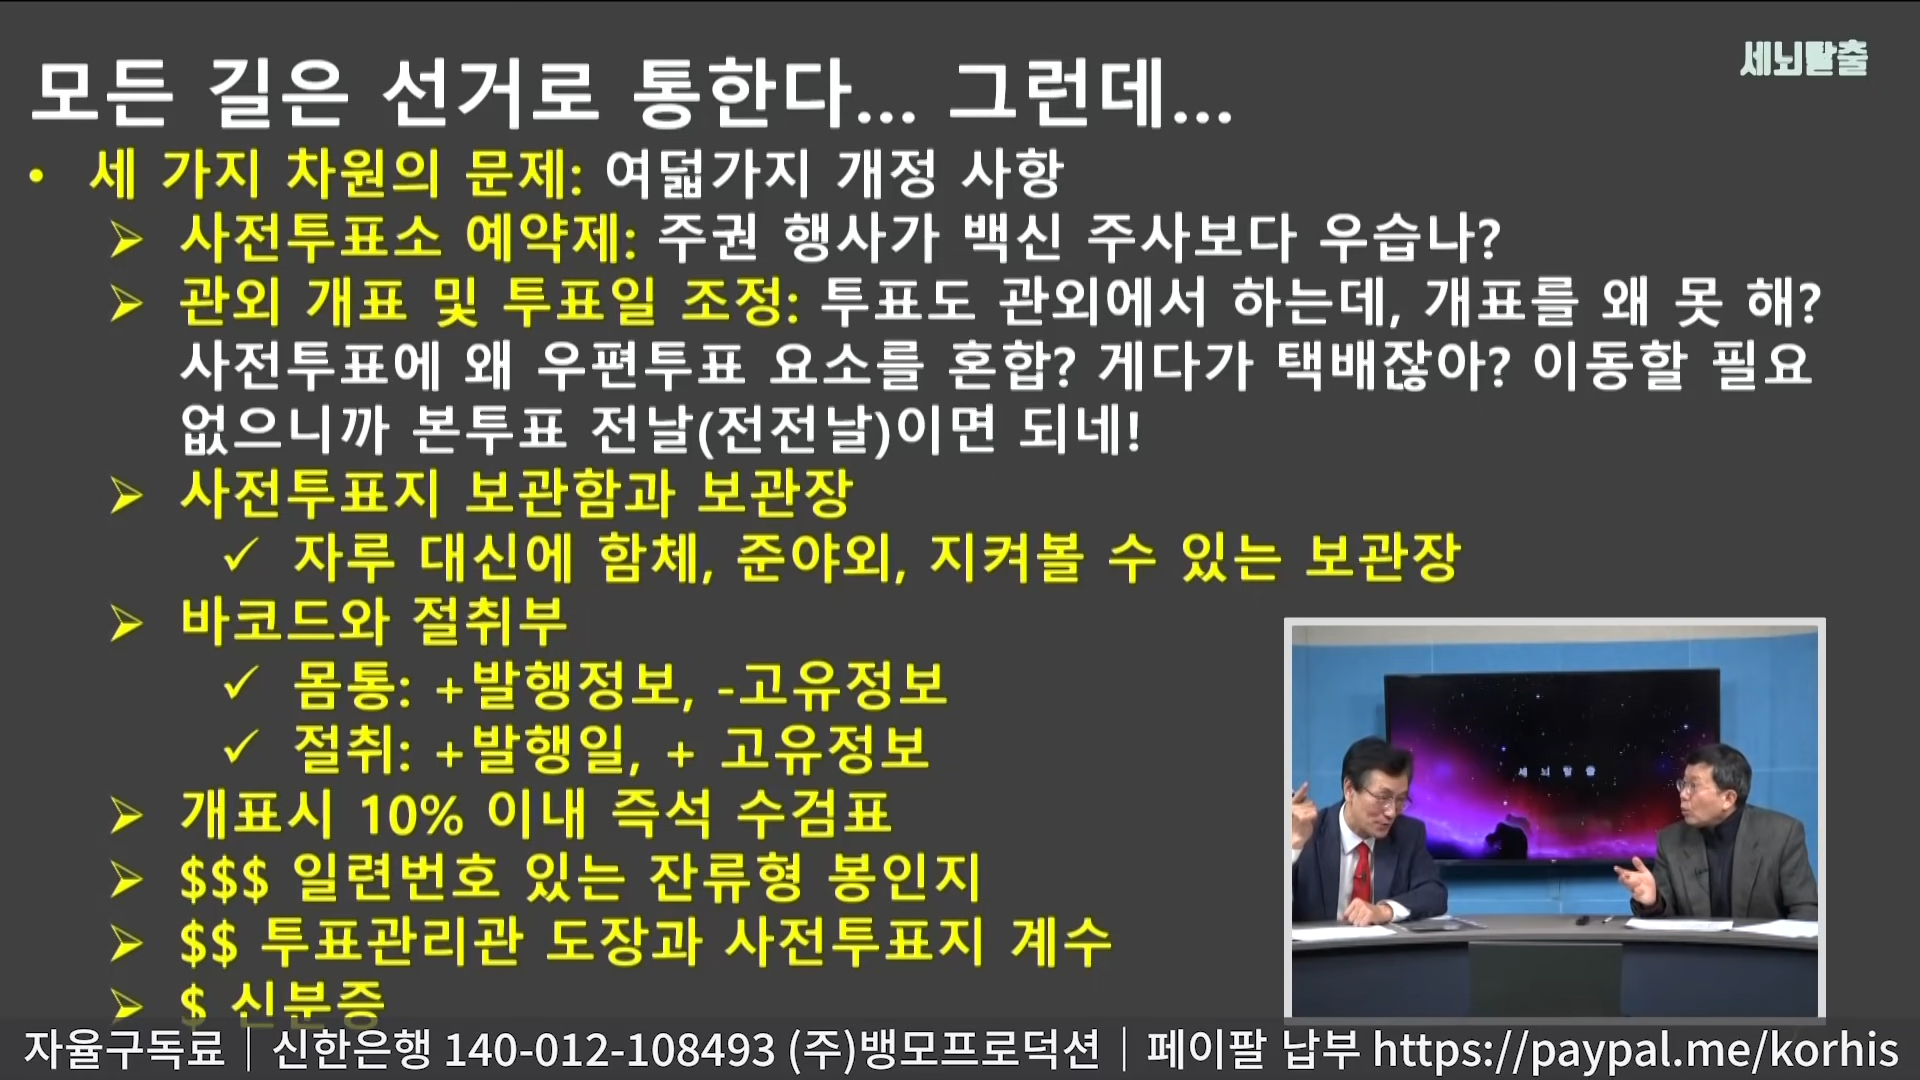 세뇌탈출
모든 길은 선거로 통한다... 그런데...
• 세 가지 차원의 문제: 여덟가지 개정 사항
➢ 사전투표소 예약제: 주권 행사가 백신 주사보다 우습나?
➢ 관외 개표 및 투표일 조정: 투표도 관외에서 하는데, 개표를 왜 못 해?
사전투표에 왜 우편투표 요소를 혼합? 게다가 택배잖아? 이동할 필요
없으니까 본투표 전날(전전날)이면 되네!
➢ 사전투표지 보관함과 보관장
✓ 자루 대신에 함체, 준야외, 지켜볼 수 있는 보관장
➢ 바코드와 절취부
✓ 몸통: +발행정보, -고유정보
✓ 절취: +발행일, + 고유정보
➢ 개표시 10% 이내 즉석 수검표
➢ $$$ 일련번호 있는 잔류형 봉인지
➢ $$ 투표관리관 도장과 사전투표지 계수
➢ $ 신분증
세뇌탈출
자율구독료 | 신한은행 140-012-108493 (주)뱅모프로덕션 | 페이팔 납부 https://paypal.me/korhis